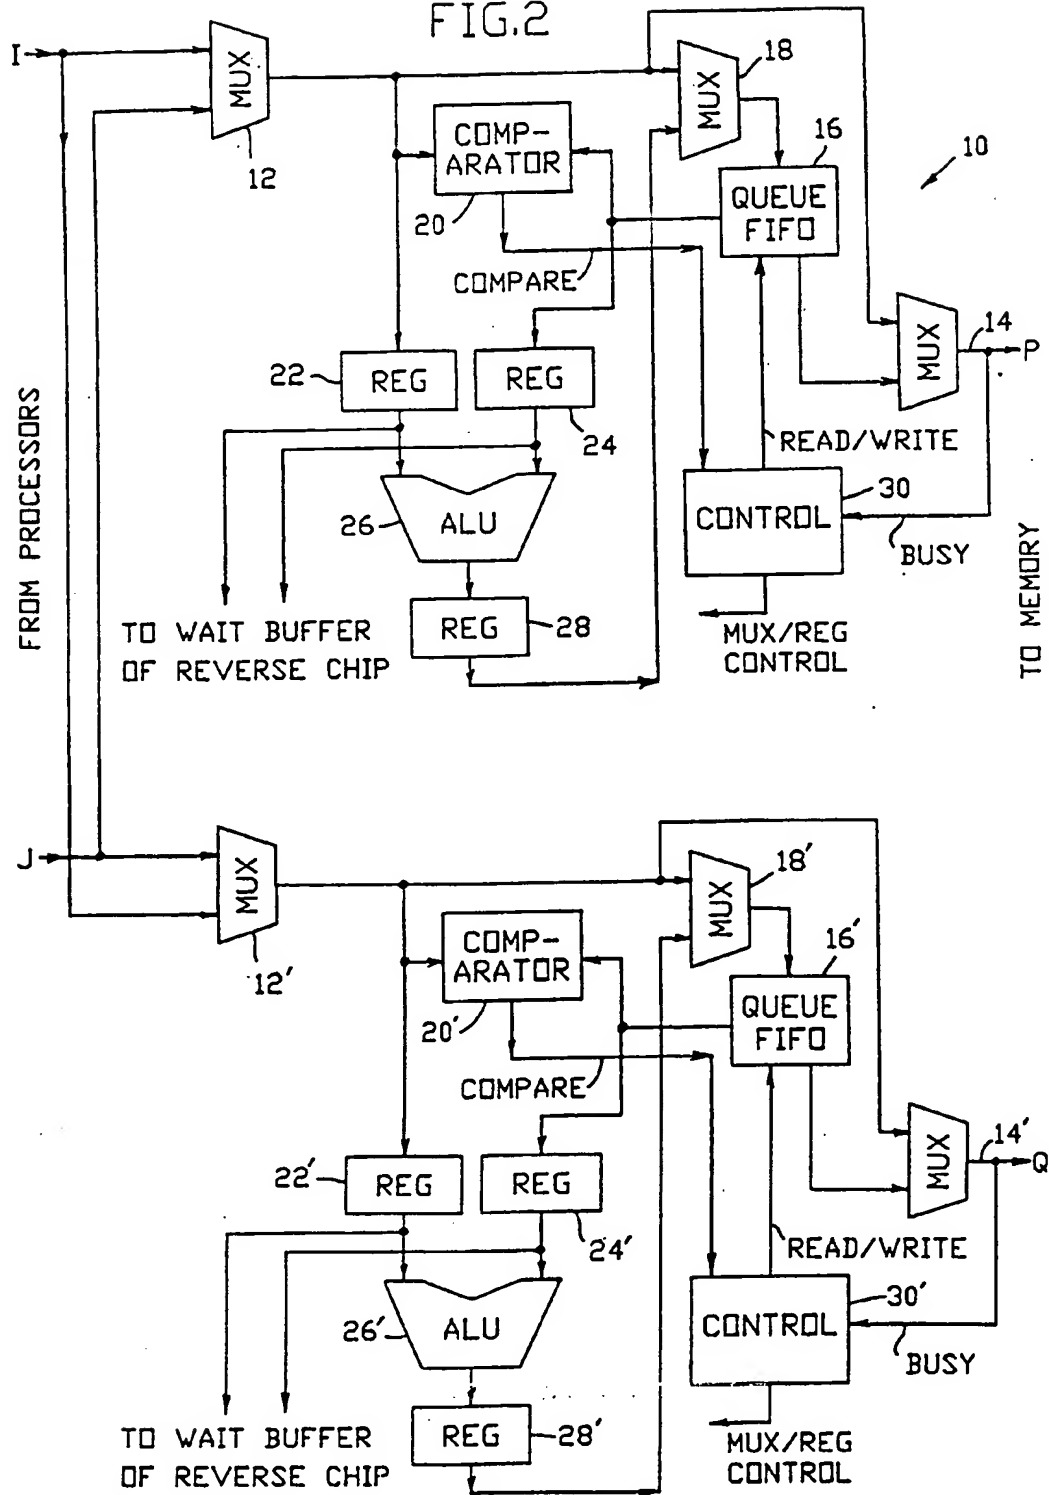 FIG.2
I
MUX
12
COMP-
ARATOR
20
COMPARE
MUX
18
16
QUEUE
FIFO
10
MUX
14
P
22
REG
REG
24
READ/WRITE
26
ALU
CONTROL
30
BUSY
FROM PROCESSORS
TO MEMORY
TO WAIT BUFFER
OF REVERSE CHIP
REG
28
MUX/REG
CONTROL
J
MUX
12'
COMP-
ARATOR
20'
COMPARE
MUX
18'
16'
QUEUE
FIFO
MUX
14'
Q
22'
REG
REG
24'
READ/WRITE
26'
ALU
CONTROL
30'
BUSY
TO WAIT BUFFER
OF REVERSE CHIP
REG
28'
MUX/REG
CONTROL